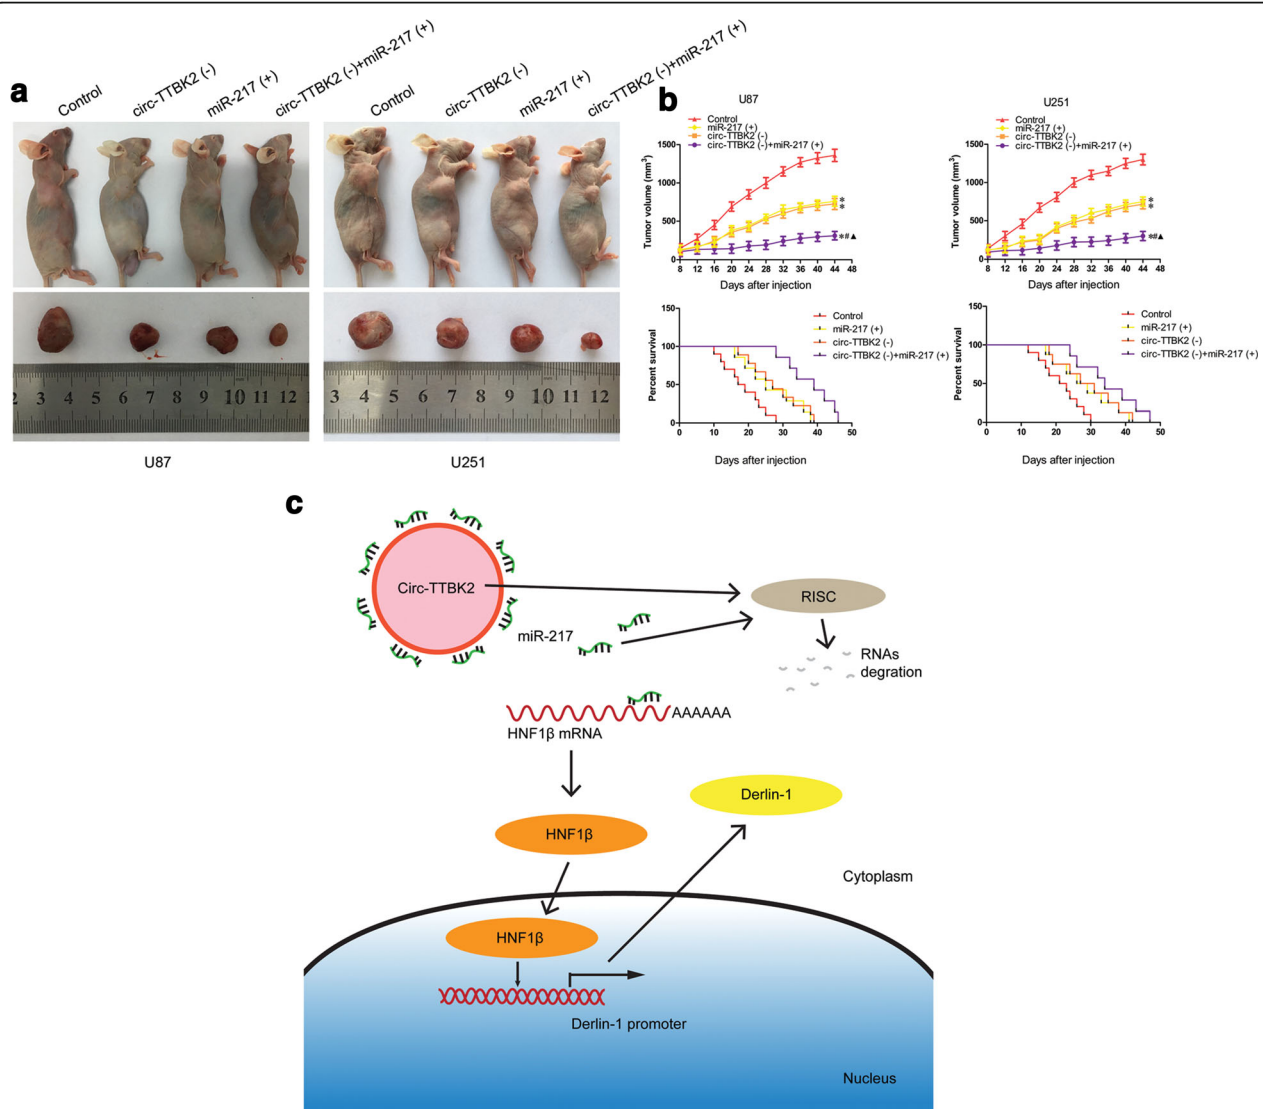 a
Control
circ-TTBK2 (-)
miR-217 (+)
circ-TTBK2 (-)+miR-217 (+)
Control
circ-TTBK2 (-)
miR-217 (+)
circ-TTBK2 (-)+miR-217 (+)
2 3 4 5 6 7 8 9 10 11 12
3 4 5 6 7 8 9 10 11 12
U87
U251
b
U87
Control
miR-217 (+)
circ-TTBK2 (-)
circ-TTBK2 (-)+miR-217 (+)
Tumor volume (mm³)
1500
1000
500
0
*
*
*#▲
8 12 16 20 24 28 32 36 40 44 48
Days after injection
U251
Control
miR-217 (+)
circ-TTBK2 (-)
circ-TTBK2 (-)+miR-217 (+)
Tumor volume (mm³)
1500
1000
500
0
*
*
*#▲
8 12 16 20 24 28 32 36 40 44 48
Days after injection
Percent survival
150
100
50
0
Control
miR-217 (+)
circ-TTBK2 (-)
circ-TTBK2 (-)+miR-217 (+)
0 10 20 30 40 50
Days after injection
Percent survival
150
100
50
0
Control
miR-217 (+)
circ-TTBK2 (-)
circ-TTBK2 (-)+miR-217 (+)
0 10 20 30 40 50
Days after injection
c
Circ-TTBK2
RISC
miR-217
RNAs
degration
AAAAAA
HNF1β mRNA
Derlin-1
HNF1β
Cytoplasm
HNF1β
Derlin-1 promoter
Nucleus